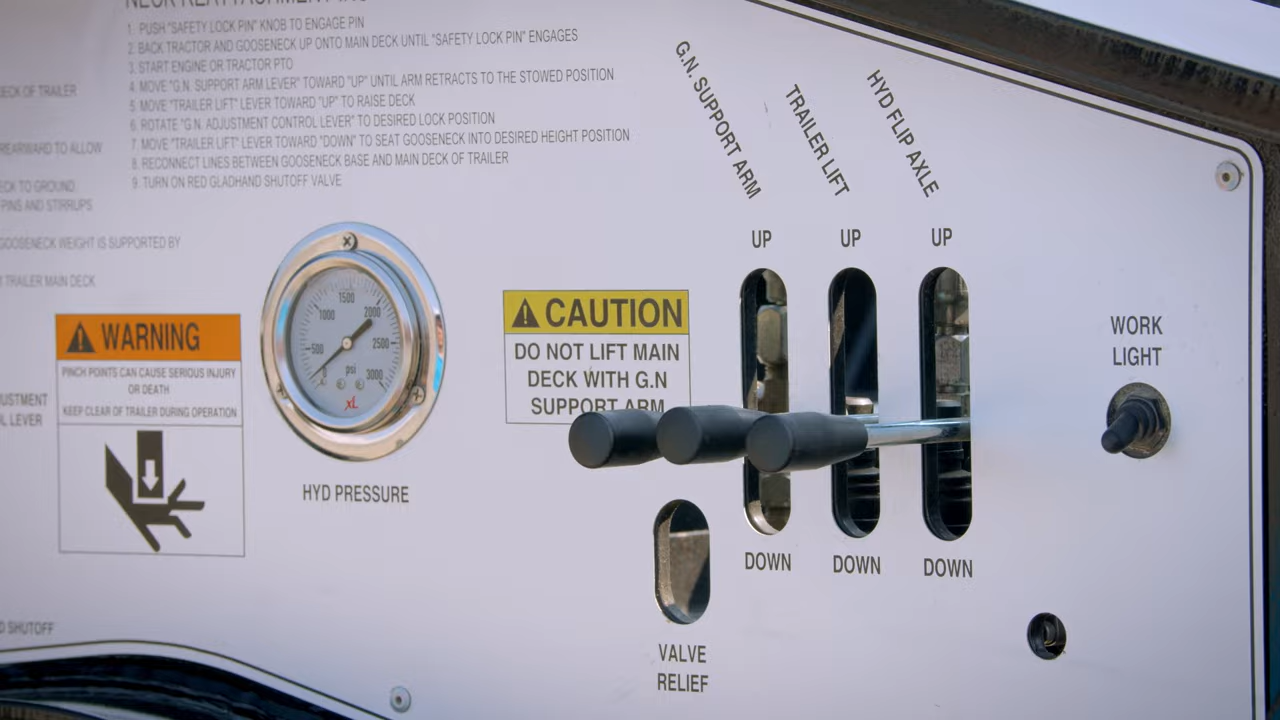 NECK REATTACHMENT
1. PUSH "SAFETY LOCK PIN" KNOB TO ENGAGE PIN
2. BACK TRACTOR AND GOOSENECK UP ONTO MAIN DECK UNTIL "SAFETY LOCK PIN" ENGAGES
3. START ENGINE OR TRACTOR PTO
4. MOVE "G.N. SUPPORT ARM LEVER" TOWARD "UP" UNTIL ARM RETRACTS TO THE STOWED POSITION
5. MOVE "TRAILER LIFT" LEVER TOWARD "UP" TO RAISE DECK
6. ROTATE "G.N. ADJUSTMENT CONTROL LEVER" TO DESIRED LOCK POSITION
7. MOVE "TRAILER LIFT" LEVER TOWARD "DOWN" TO SEAT GOOSENECK INTO DESIRED HEIGHT POSITION
8. RECONNECT LINES BETWEEN GOOSENECK BASE AND MAIN DECK OF TRAILER
9. TURN ON RED GLADHAND SHUTOFF VALVE
DECK OF TRAILER
REARWARD TO ALLOW
DECK TO GROUND
PINS AND STIRRUPS
GOOSENECK WEIGHT IS SUPPORTED BY
TRAILER MAIN DECK
WARNING
PINCH POINTS CAN CAUSE SERIOUS INJURY
OR DEATH
KEEP CLEAR OF TRAILER DURING OPERATION
JUSTMENT
OL LEVER
D SHUTOFF
0
500
1000
1500
2000
2500
3000
psi
XL
HYD PRESSURE
CAUTION
DO NOT LIFT MAIN
DECK WITH G.N
SUPPORT ARM
G.N. SUPPORT ARM
TRAILER LIFT
HYD FLIP AXLE
UP
UP
UP
DOWN
DOWN
DOWN
VALVE
RELIEF
WORK
LIGHT